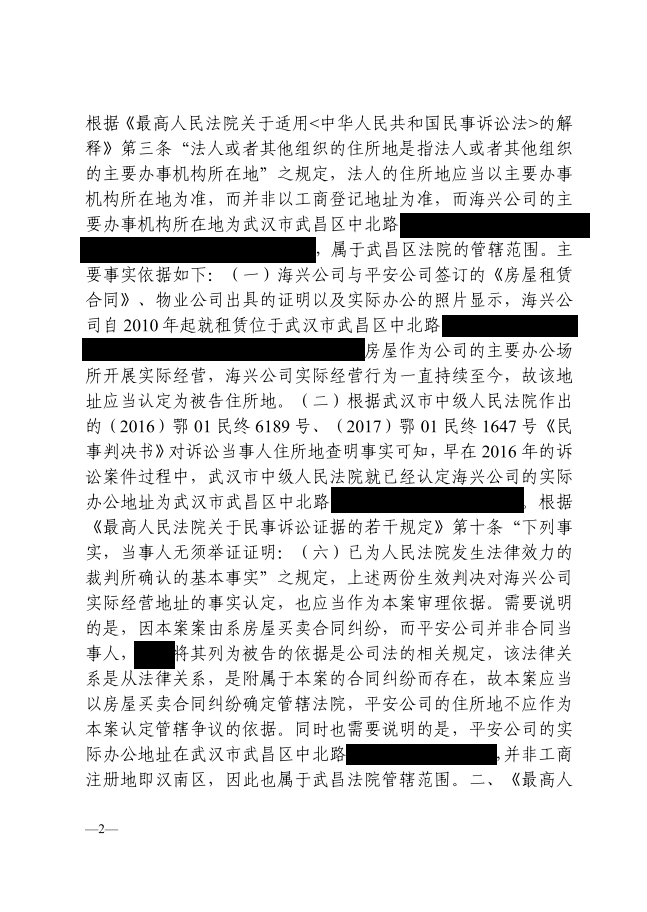 根据《最高人民法院关于适用<中华人民共和国民事诉讼法>的解
释》第三条“法人或者其他组织的住所地是指法人或者其他组织
的主要办事机构所在地”之规定，法人的住所地应当以主要办事
机构所在地为准，而并非以工商登记地址为准，而海兴公司的主
要办事机构所在地为武汉市武昌区中北路
，属于武昌区法院的管辖范围。主
要事实依据如下：（一）海兴公司与平安公司签订的《房屋租赁
合同》、物业公司出具的证明以及实际办公的照片显示，海兴公
司自 2010 年起就租赁位于武汉市武昌区中北路
房屋作为公司的主要办公场
所开展实际经营，海兴公司实际经营行为一直持续至今，故该地
址应当认定为被告住所地。（二）根据武汉市中级人民法院作出
的（2016）鄂 01 民终 6189 号、（2017）鄂 01 民终 1647 号《民
事判决书》对诉讼当事人住所地查明事实可知，早在 2016 年的诉
讼案件过程中，武汉市中级人民法院就已经认定海兴公司的实际
办公地址为武汉市武昌区中北路。根据
《最高人民法院关于民事诉讼证据的若干规定》第十条“下列事
实，当事人无须举证证明：（六）已为人民法院发生法律效力的
裁判所确认的基本事实”之规定，上述两份生效判决对海兴公司
实际经营地址的事实认定，也应当作为本案审理依据。需要说明
的是，因本案案由系房屋买卖合同纠纷，而平安公司并非合同当
事人，将其列为被告的依据是公司法的相关规定，该法律关
系是从法律关系，是附属于本案的合同纠纷而存在，故本案应当
以房屋买卖合同纠纷确定管辖法院，平安公司的住所地不应作为
本案认定管辖争议的依据。同时也需要说明的是，平安公司的实
际办公地址在武汉市武昌区中北路，并非工商
注册地即汉南区，因此也属于武昌法院管辖范围。二、《最高人
—2—